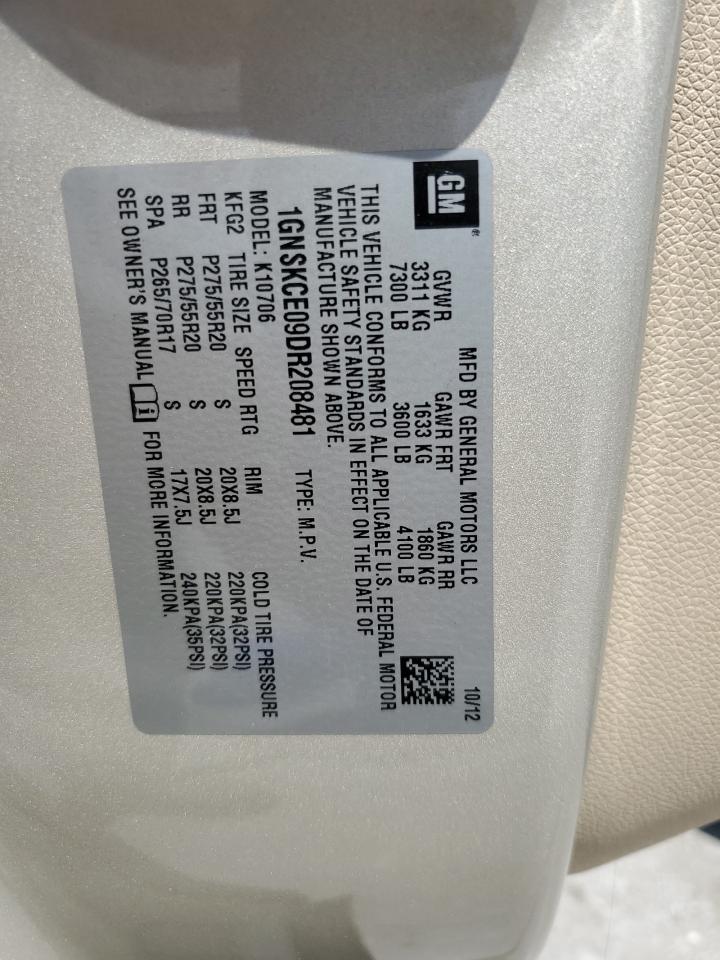 GM
MFD BY GENERAL MOTORS LLC 10/12
GVWR GAWR FRT GAWR RR
3311 KG 1633 KG 1860 KG
7300 LB 3600 LB 4100 LB
THIS VEHICLE CONFORMS TO ALL APPLICABLE U.S. FEDERAL MOTOR
VEHICLE SAFETY STANDARDS IN EFFECT ON THE DATE OF
MANUFACTURE SHOWN ABOVE.
1GNSKCE09DR208481 TYPE: M.P.V.
MODEL: K10706
KFG2 TIRE SIZE SPEED RTG RIM COLD TIRE PRESSURE
FRT P275/55R20 S 20X8.5J 220KPA(32PSI)
RR P275/55R20 S 20X8.5J 220KPA(32PSI)
SPA P265/70R17 S 17X7.5J 240KPA(35PSI)
SEE OWNER'S MANUAL FOR MORE INFORMATION.